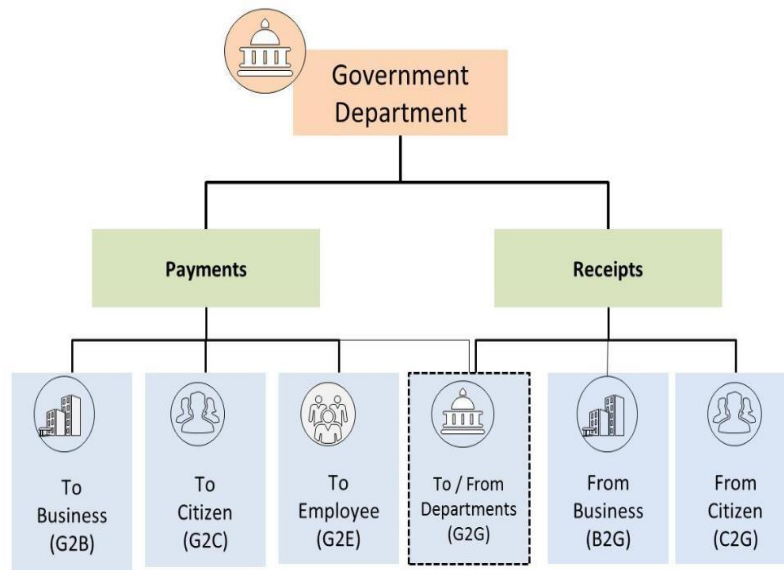 Government
Department
Payments
Receipts
To
Business
(G2B)
To
Citizen
(G2C)
To
Employee
(G2E)
To / From
Departments
(G2G)
From
Business
(B2G)
From
Citizen
(C2G)